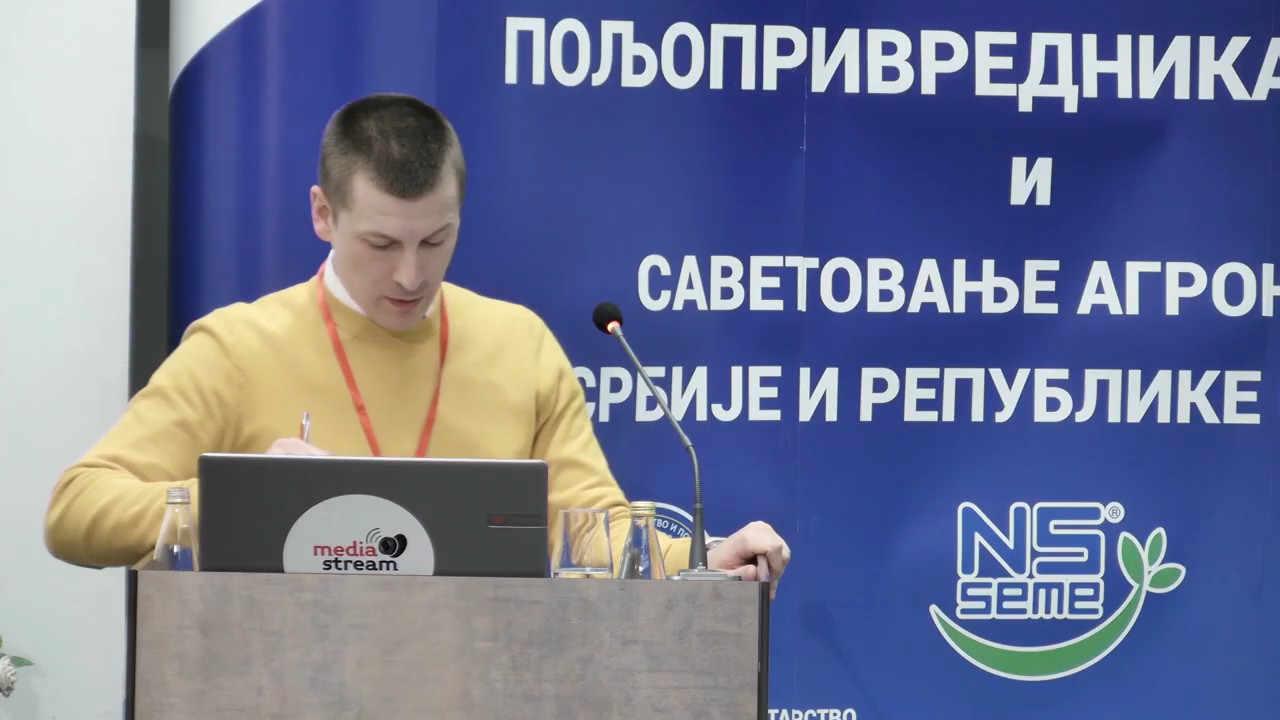 ПОЉОПРИВРЕДНИКА
И
САВЕТОВАЊЕ АГРОН
СРБИЈЕ И РЕПУБЛИКЕ
NS®
seme
media
stream